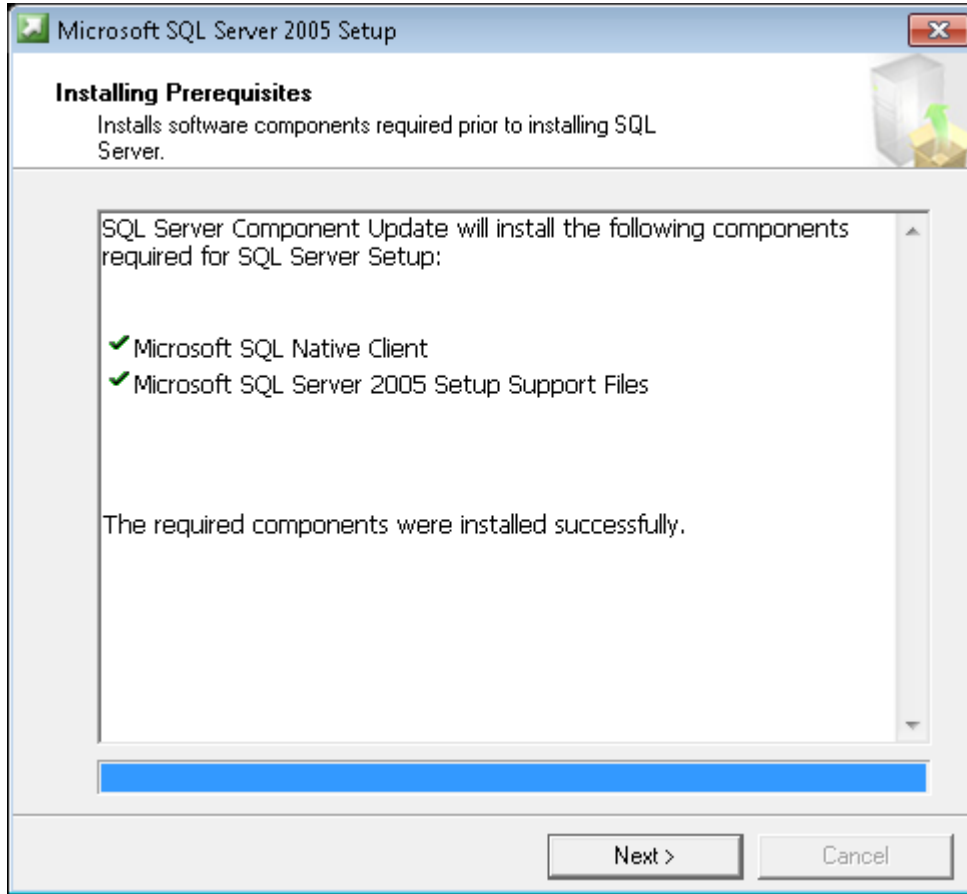 Microsoft SQL Server 2005 Setup
Installing Prerequisites
Installs software components required prior to installing SQL
Server.
SQL Server Component Update will install the following components
required for SQL Server Setup:
Microsoft SQL Native Client
Microsoft SQL Server 2005 Setup Support Files
The required components were installed successfully.
Next >
Cancel